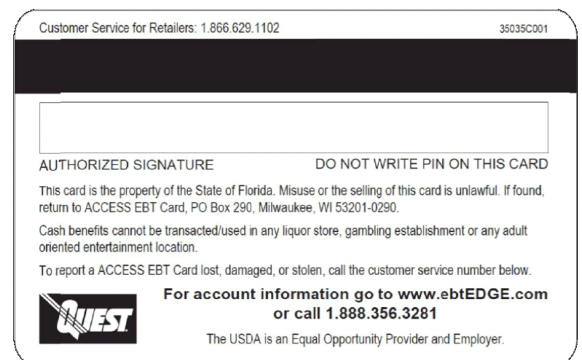 Customer Service for Retailers: 1.866.629.1102 35035C001
AUTHORIZED SIGNATURE DO NOT WRITE PIN ON THIS CARD
This card is the property of the State of Florida. Misuse or the selling of this card is unlawful. If found,
return to ACCESS EBT Card, PO Box 290, Milwaukee, WI 53201-0290.
Cash benefits cannot be transacted/used in any liquor store, gambling establishment or any adult
oriented entertainment location.
To report a ACCESS EBT Card lost, damaged, or stolen, call the customer service number below.
For account information go to www.ebtEDGE.com
or call 1.888.356.3281
QUEST
The USDA is an Equal Opportunity Provider and Employer.